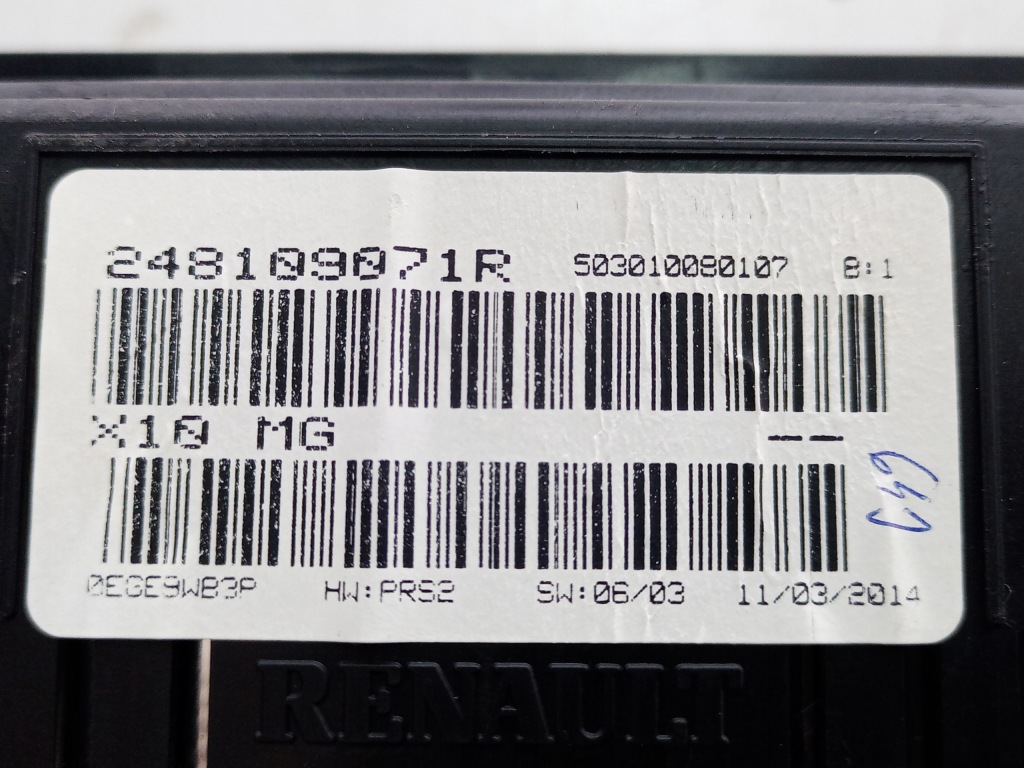 248109071R 503010080107 8:1
X10 MG --
0EGE9WB3P HW:PRS2 SW:06/03 11/03/2014
RENAULT